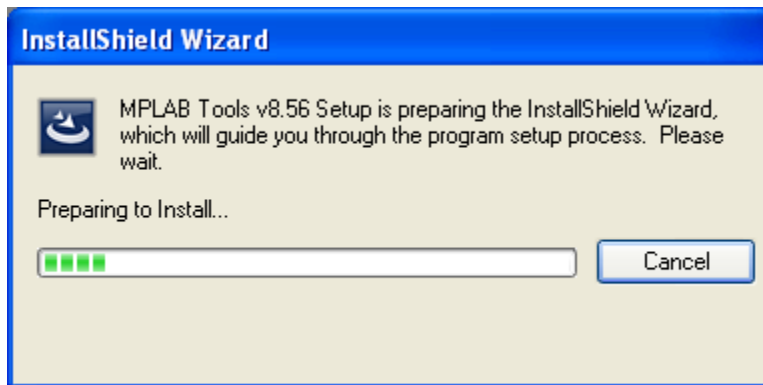 InstallShield Wizard
MPLAB Tools v8.56 Setup is preparing the InstallShield Wizard,
which will guide you through the program setup process.  Please
wait.
Preparing to Install...
Cancel